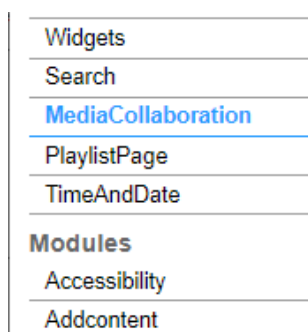 Widgets
Search
MediaCollaboration
PlaylistPage
TimeAndDate
Modules
Accessibility
Addcontent